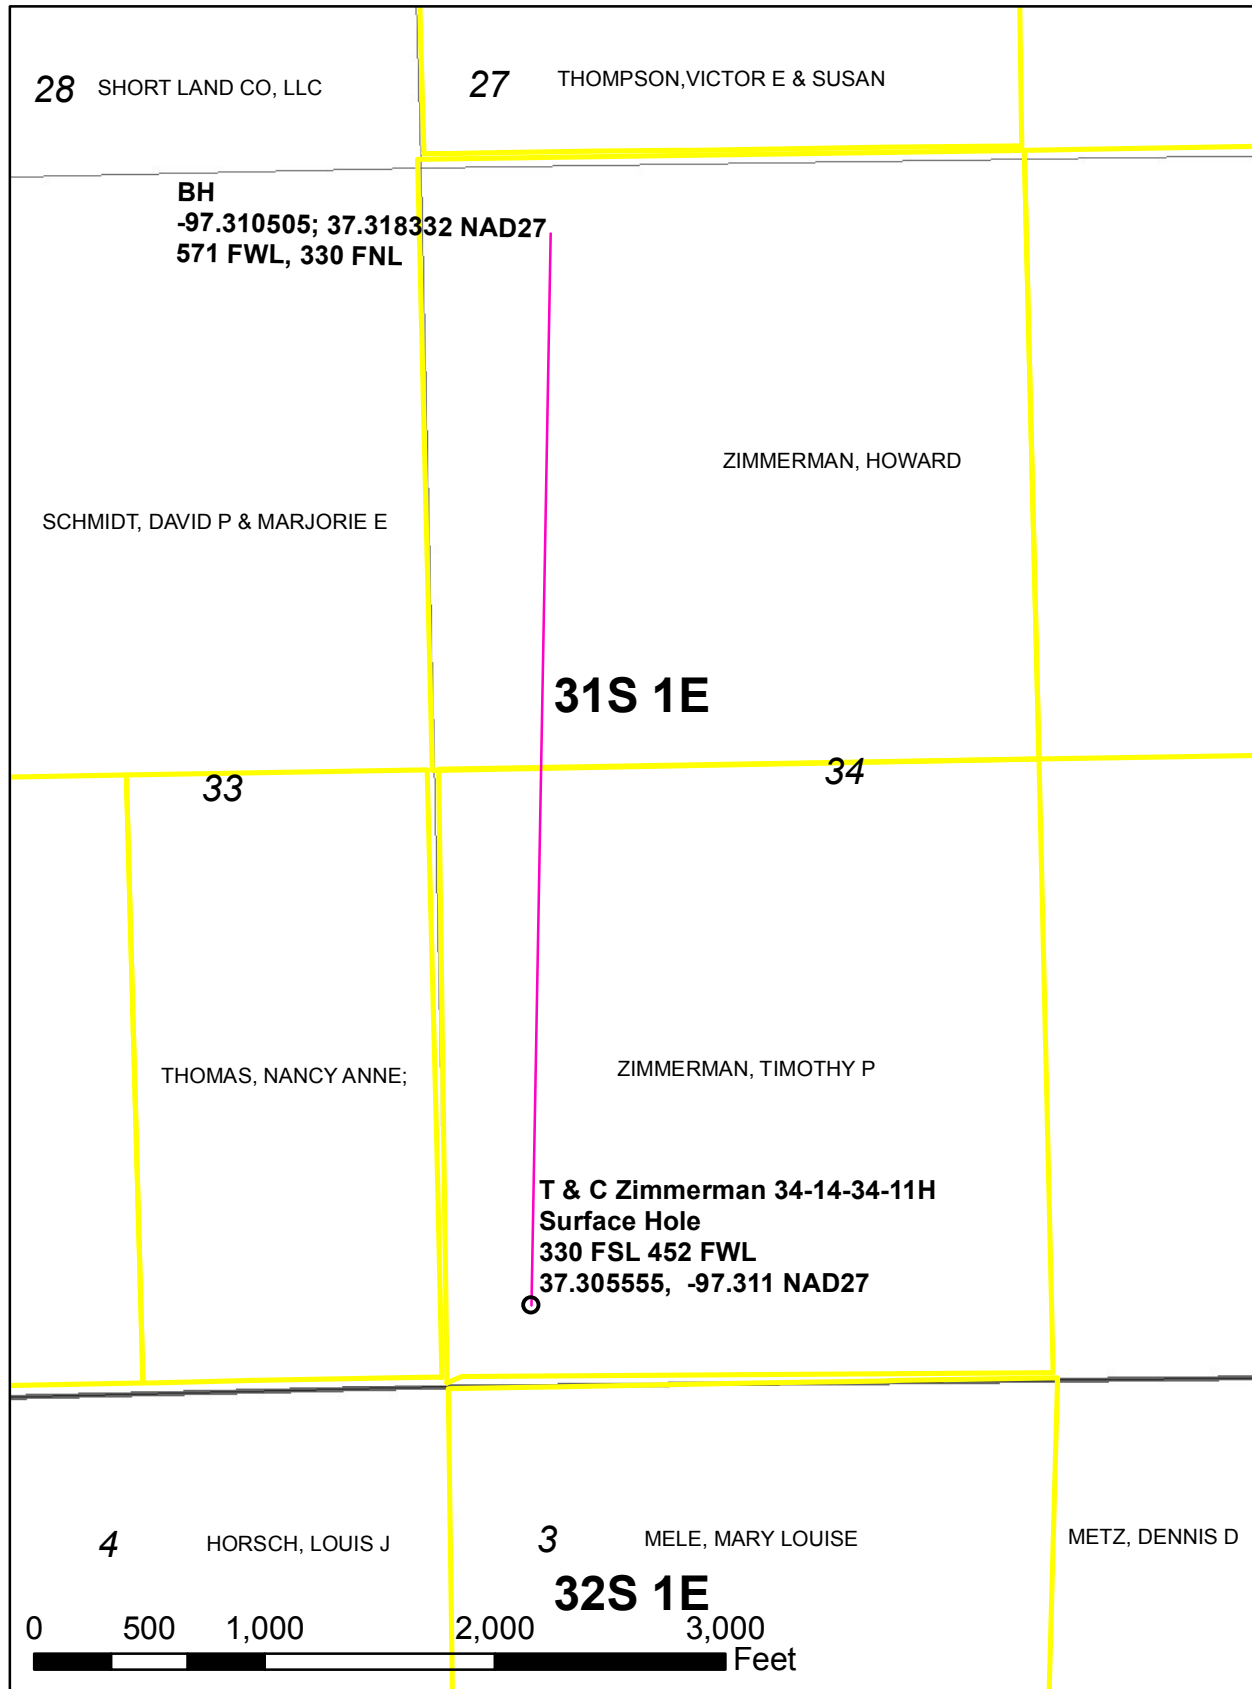 28 SHORT LAND CO, LLC
27 THOMPSON,VICTOR E & SUSAN
BH
-97.310505; 37.318332 NAD27
571 FWL, 330 FNL
ZIMMERMAN, HOWARD
SCHMIDT, DAVID P & MARJORIE E
31S 1E
33
34
THOMAS, NANCY ANNE;
ZIMMERMAN, TIMOTHY P
T & C Zimmerman 34-14-34-11H
Surface Hole
330 FSL 452 FWL
37.305555, -97.311 NAD27
4 HORSCH, LOUIS J
3 MELE, MARY LOUISE
METZ, DENNIS D
32S 1E
0 500 1,000 2,000 3,000
Feet